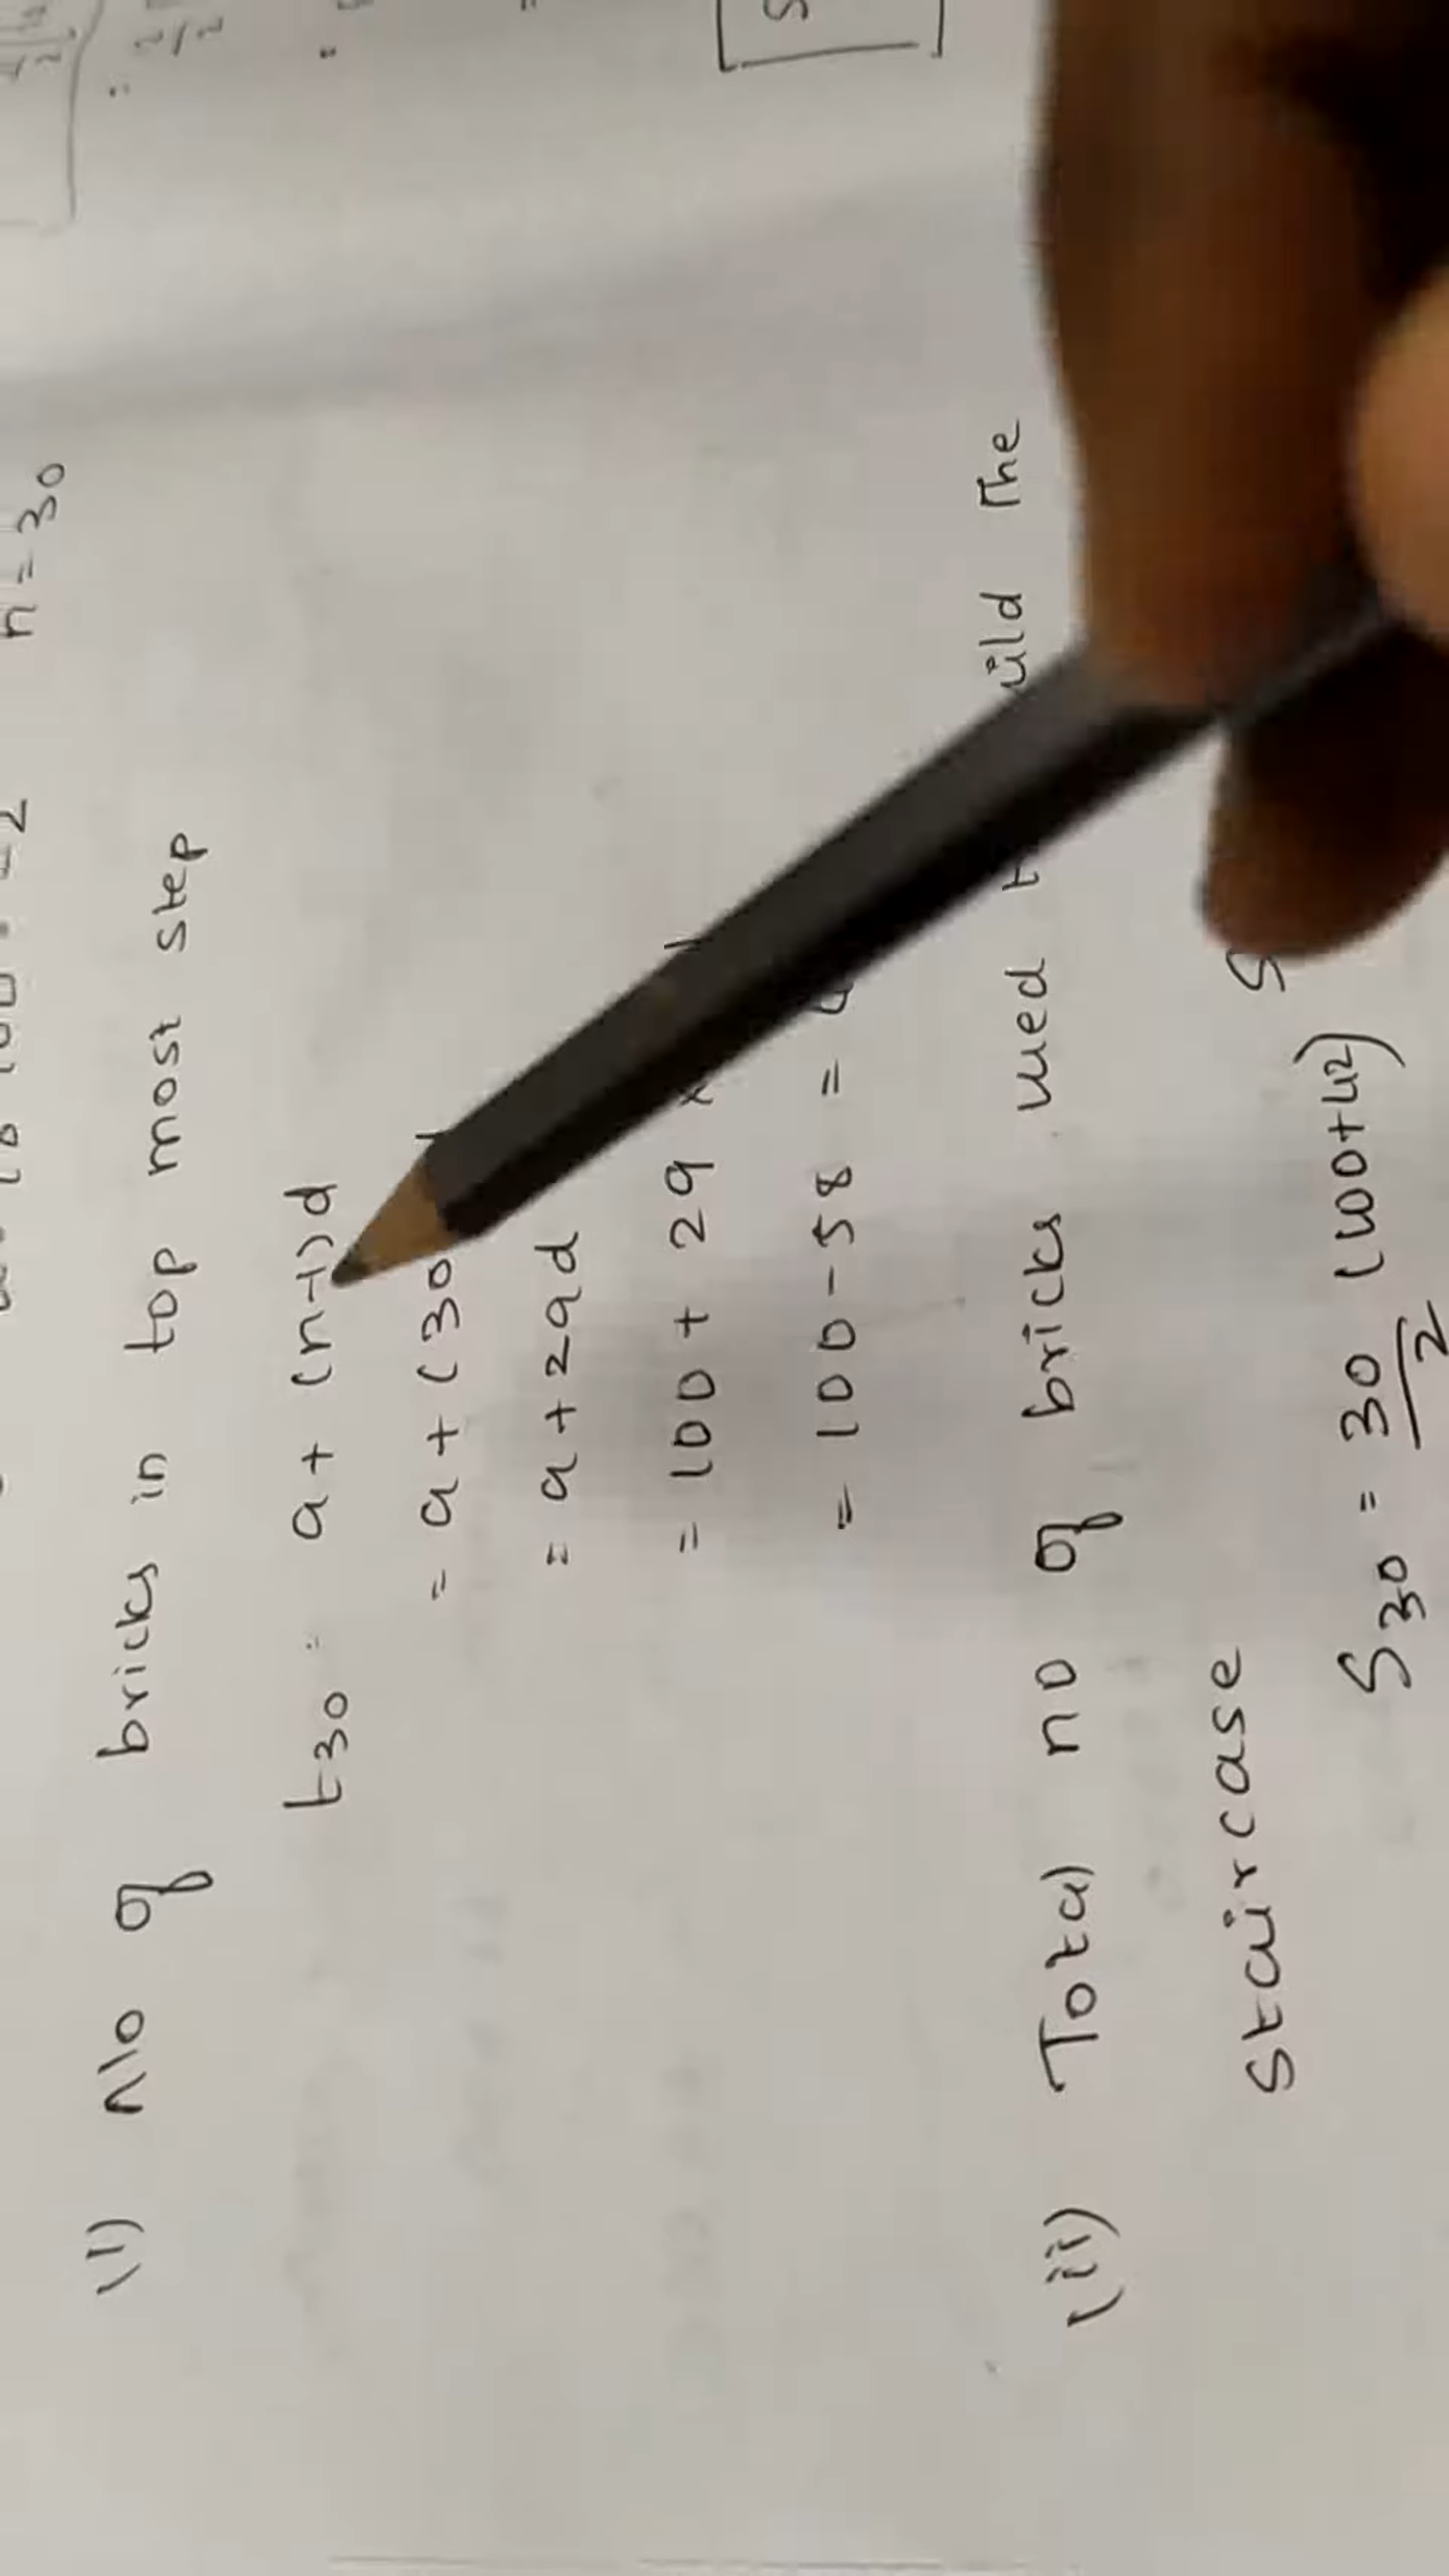 = -2 n = 30
(i) No of bricks in top most step
t30 = a + (n-1)d
= a + (30
= a + 29d
= 100 + 29 ×
= 100 - 58 =
(ii) Total no of bricks used The
staircase
S30 = 30/2 (100+42)